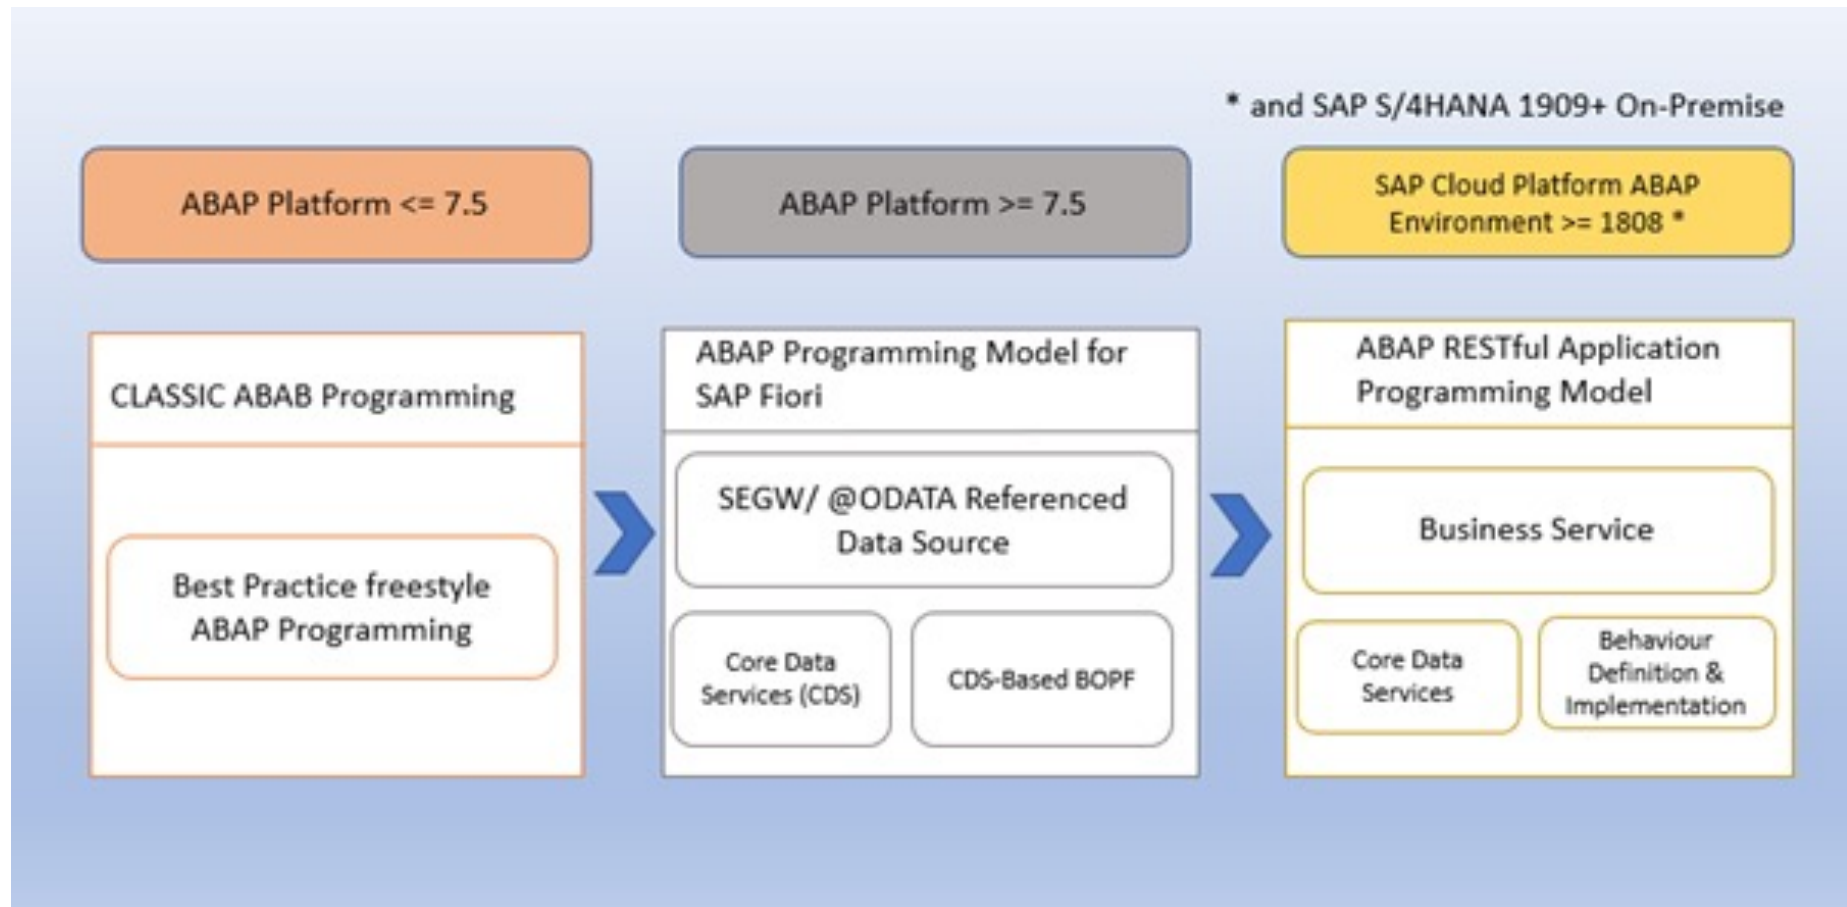 * and SAP S/4HANA 1909+ On-Premise
ABAP Platform <= 7.5
ABAP Platform >= 7.5
SAP Cloud Platform ABAP
Environment >= 1808 *
CLASSIC ABAB Programming
Best Practice freestyle
ABAP Programming
ABAP Programming Model for
SAP Fiori
SEGW/ @ODATA Referenced
Data Source
Core Data
Services (CDS)
CDS-Based BOPF
ABAP RESTful Application
Programming Model
Business Service
Core Data
Services
Behaviour
Definition &
Implementation